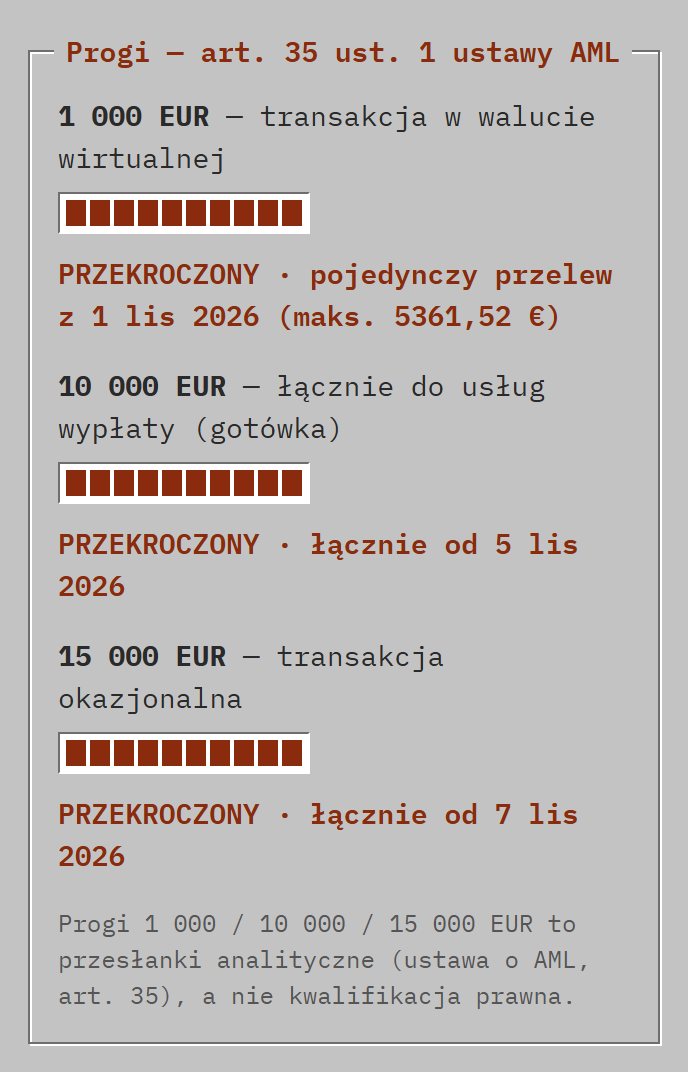 Progi — art. 35 ust. 1 ustawy AML
1 000 EUR — transakcja w walucie
wirtualnej
PRZEKROCZONY · pojedynczy przelew
z 1 lis 2026 (maks. 5361,52 €)
10 000 EUR — łącznie do usług
wypłaty (gotówka)
PRZEKROCZONY · łącznie od 5 lis
2026
15 000 EUR — transakcja
okazjonalna
PRZEKROCZONY · łącznie od 7 lis
2026
Progi 1 000 / 10 000 / 15 000 EUR to
przesłanki analityczne (ustawa o AML,
art. 35), a nie kwalifikacja prawna.